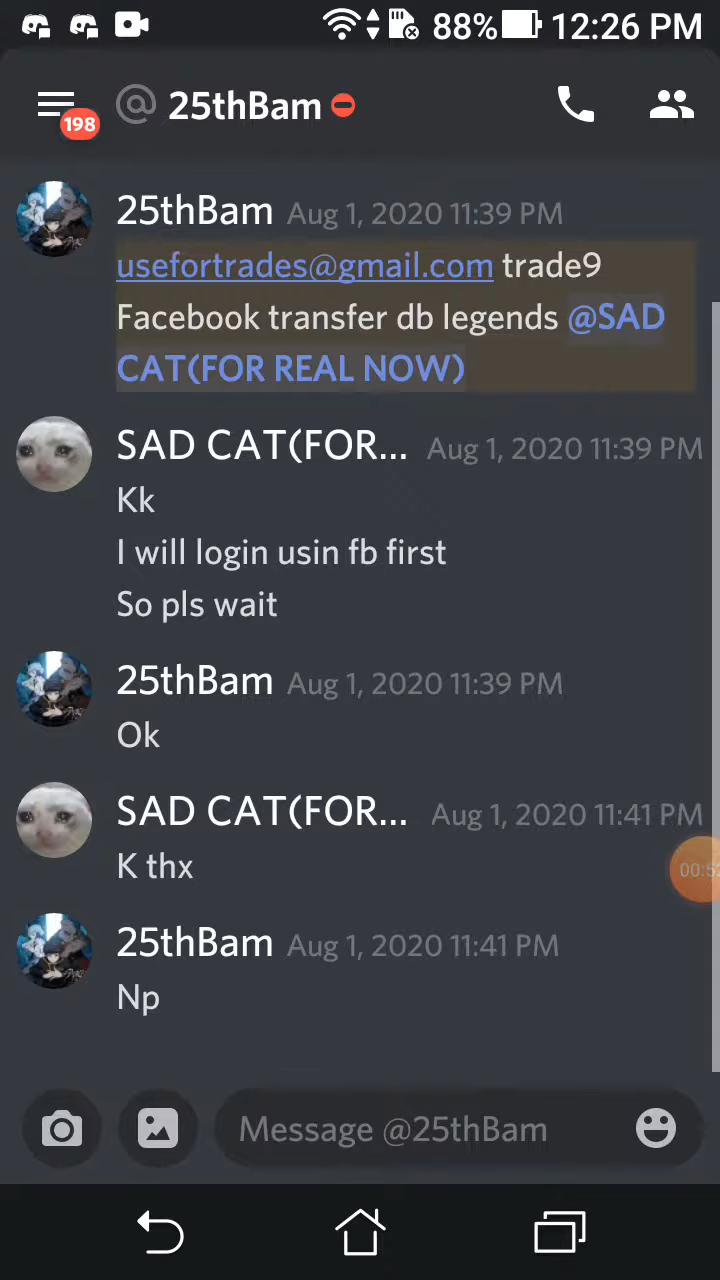 88% 12:26 PM
198
@ 25thBam
25thBam Aug 1, 2020 11:39 PM
usefortrades@gmail.com trade9
Facebook transfer db legends @SAD
CAT(FOR REAL NOW)
SAD CAT(FOR... Aug 1, 2020 11:39 PM
Kk
I will login usin fb first
So pls wait
25thBam Aug 1, 2020 11:39 PM
Ok
SAD CAT(FOR... Aug 1, 2020 11:41 PM
K thx
25thBam Aug 1, 2020 11:41 PM
Np
Message @25thBam